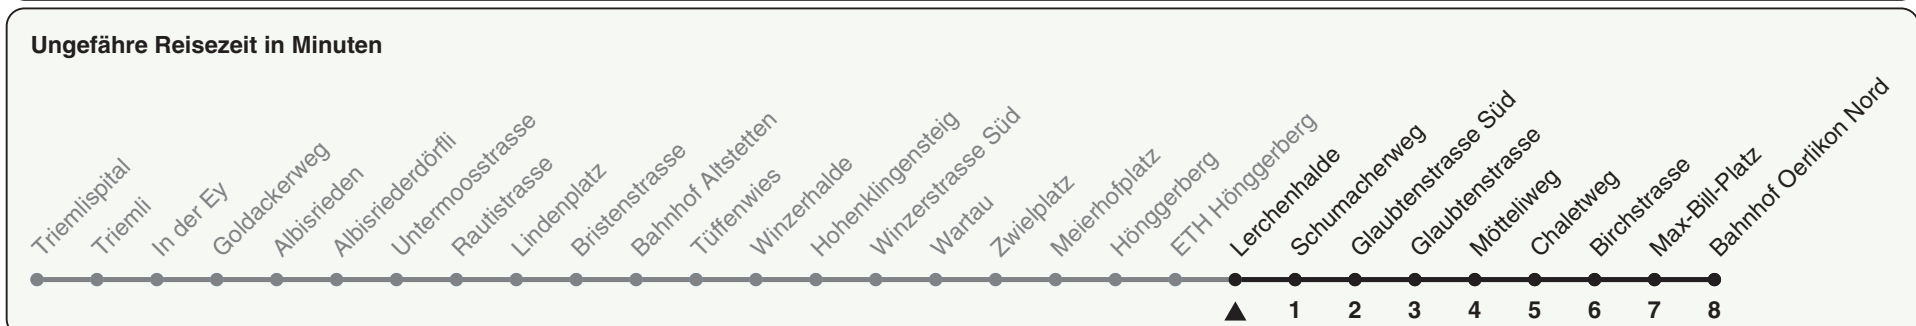 Ungefähre Reisezeit in Minuten
Triemlispital
Triemli
In der Ey
Goldackerweg
Albisrieden
Albisriederdörfli
Untermoosstrasse
Rautistrasse
Lindenplatz
Bristenstrasse
Bahnhof Altstetten
Tüffenwies
Winzerhalde
Hohenklingensteig
Winzerstrasse Süd
Wartau
Zwielplatz
Meierhofplatz
Hönggerberg
ETH Hönggerberg
Lerchenhalde
Schumacherweg
Glaubtenstrasse Süd
Glaubtenstrasse
Mötteliweg
Chaletweg
Birchstrasse
Max-Bill-Platz
Bahnhof Oerlikon Nord
1 2 3 4 5 6 7 8